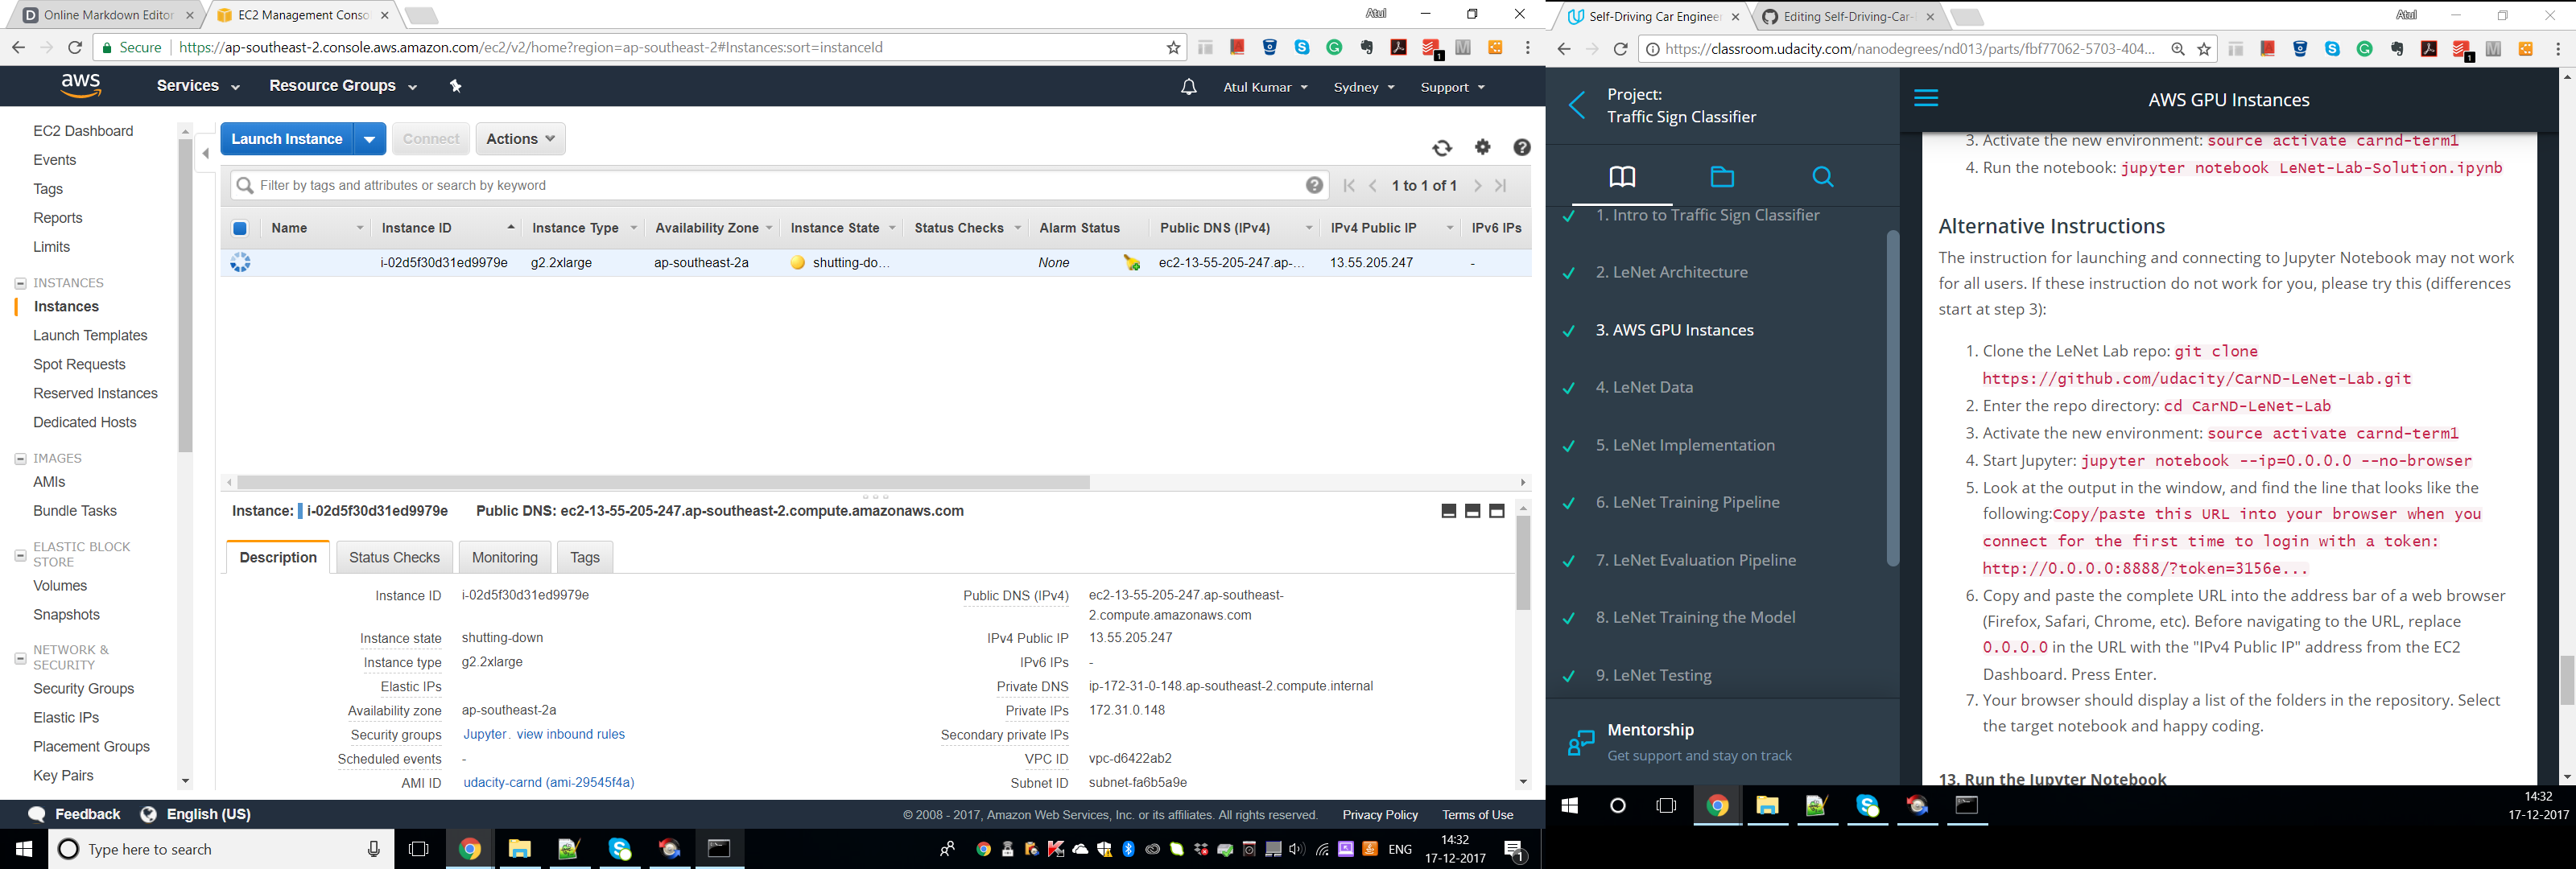 Online Markdown Editor
EC2 Management Conso
Atul
Secure
https://ap-southeast-2.console.aws.amazon.com/ec2/v2/home?region=ap-southeast-2#Instances:sort=instanceId
1
aws
Services
Resource Groups
Atul Kumar
Sydney
Support
EC2 Dashboard
Events
Tags
Reports
Limits
INSTANCES
Instances
Launch Templates
Spot Requests
Reserved Instances
Dedicated Hosts
IMAGES
AMIs
Bundle Tasks
ELASTIC BLOCK
STORE
Volumes
Snapshots
NETWORK &
SECURITY
Security Groups
Elastic IPs
Placement Groups
Key Pairs
Launch Instance
Connect
Actions
Filter by tags and attributes or search by keyword
1 to 1 of 1
Name Instance ID Instance Type Availability Zone Instance State Status Checks Alarm Status Public DNS (IPv4) IPv4 Public IP IPv6 IPs
i-02d5f30d31ed9979e g2.2xlarge ap-southeast-2a shutting-do... None ec2-13-55-205-247.ap-... 13.55.205.247 -
Instance: i-02d5f30d31ed9979e Public DNS: ec2-13-55-205-247.ap-southeast-2.compute.amazonaws.com
Description Status Checks Monitoring Tags
Instance ID i-02d5f30d31ed9979e
Instance state shutting-down
Instance type g2.2xlarge
Elastic IPs
Availability zone ap-southeast-2a
Security groups Jupyter. view inbound rules
Scheduled events -
AMI ID udacity-carnd (ami-29545f4a)
Public DNS (IPv4) ec2-13-55-205-247.ap-southeast-
2.compute.amazonaws.com
IPv4 Public IP 13.55.205.247
IPv6 IPs -
Private DNS ip-172-31-0-148.ap-southeast-2.compute.internal
Private IPs 172.31.0.148
Secondary private IPs
VPC ID vpc-d6422ab2
Subnet ID subnet-fa6b5a9e
Feedback
English (US)
© 2008 - 2017, Amazon Web Services, Inc. or its affiliates. All rights reserved.
Privacy Policy
Terms of Use
Type here to search
ENG
14:32
17-12-2017
1
Self-Driving Car Engineer
Editing Self-Driving-Car-
Atul
https://classroom.udacity.com/nanodegrees/nd013/parts/fbf77062-5703-404...
1
Project:
Traffic Sign Classifier
1. Intro to Traffic Sign Classifier
2. LeNet Architecture
3. AWS GPU Instances
4. LeNet Data
5. LeNet Implementation
6. LeNet Training Pipeline
7. LeNet Evaluation Pipeline
8. LeNet Training the Model
9. LeNet Testing
Mentorship
Get support and stay on track
AWS GPU Instances
3. Activate the new environment: source activate carnd-term1
4. Run the notebook: jupyter notebook LeNet-Lab-Solution.ipynb
Alternative Instructions
The instruction for launching and connecting to Jupyter Notebook may not work
for all users. If these instruction do not work for you, please try this (differences
start at step 3):
1. Clone the LeNet Lab repo: git clone
https://github.com/udacity/CarND-LeNet-Lab.git
2. Enter the repo directory: cd CarND-LeNet-Lab
3. Activate the new environment: source activate carnd-term1
4. Start Jupyter: jupyter notebook --ip=0.0.0.0 --no-browser
5. Look at the output in the window, and find the line that looks like the
following:Copy/paste this URL into your browser when you
connect for the first time to login with a token:
http://0.0.0.0:8888/?token=3156e...
6. Copy and paste the complete URL into the address bar of a web browser
(Firefox, Safari, Chrome, etc). Before navigating to the URL, replace
0.0.0.0 in the URL with the "IPv4 Public IP" address from the EC2
Dashboard. Press Enter.
7. Your browser should display a list of the folders in the repository. Select
the target notebook and happy coding.
13. Run the Jupyter Notebook
14:32
17-12-2017